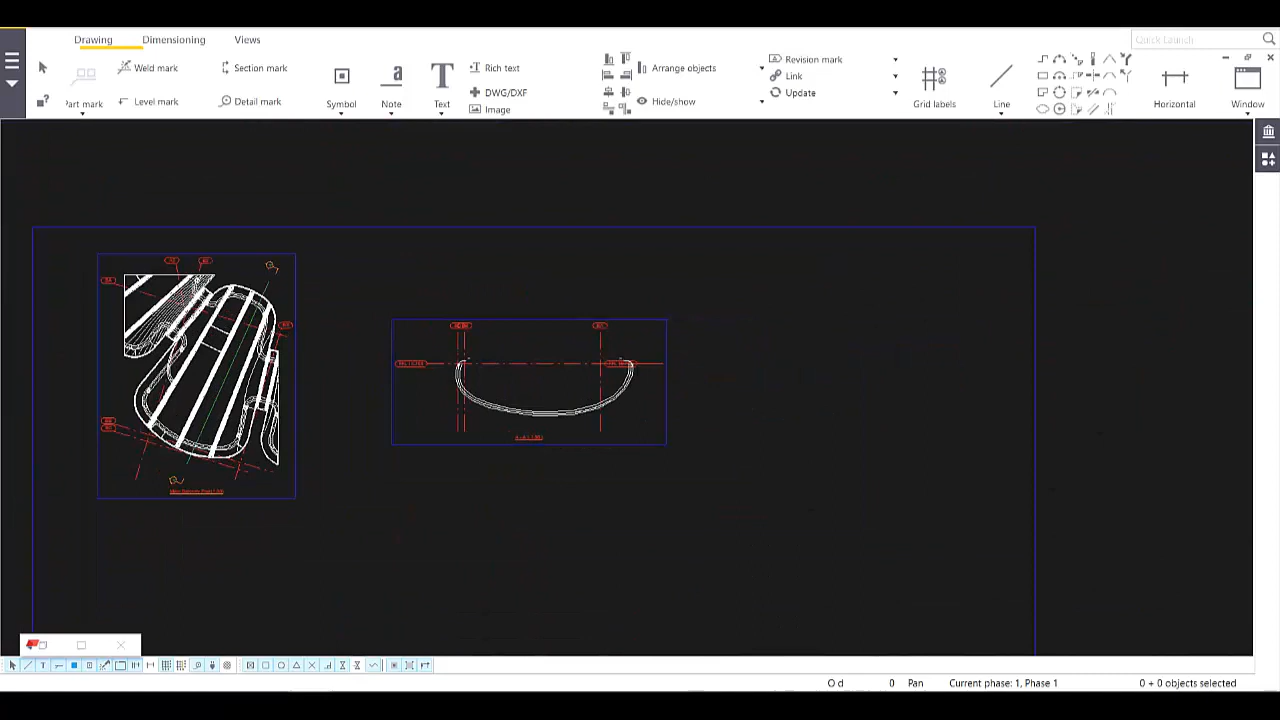 Drawing Dimensioning Views Quick Launch
Weld mark Section mark Rich text Arrange objects Revision mark
Link
DWG/DXF Update
Part mark Level mark Detail mark Symbol Note Text Image Hide/show Grid labels Line Horizontal Window
O d 0 Pan Current phase: 1, Phase 1 0 + 0 objects selected